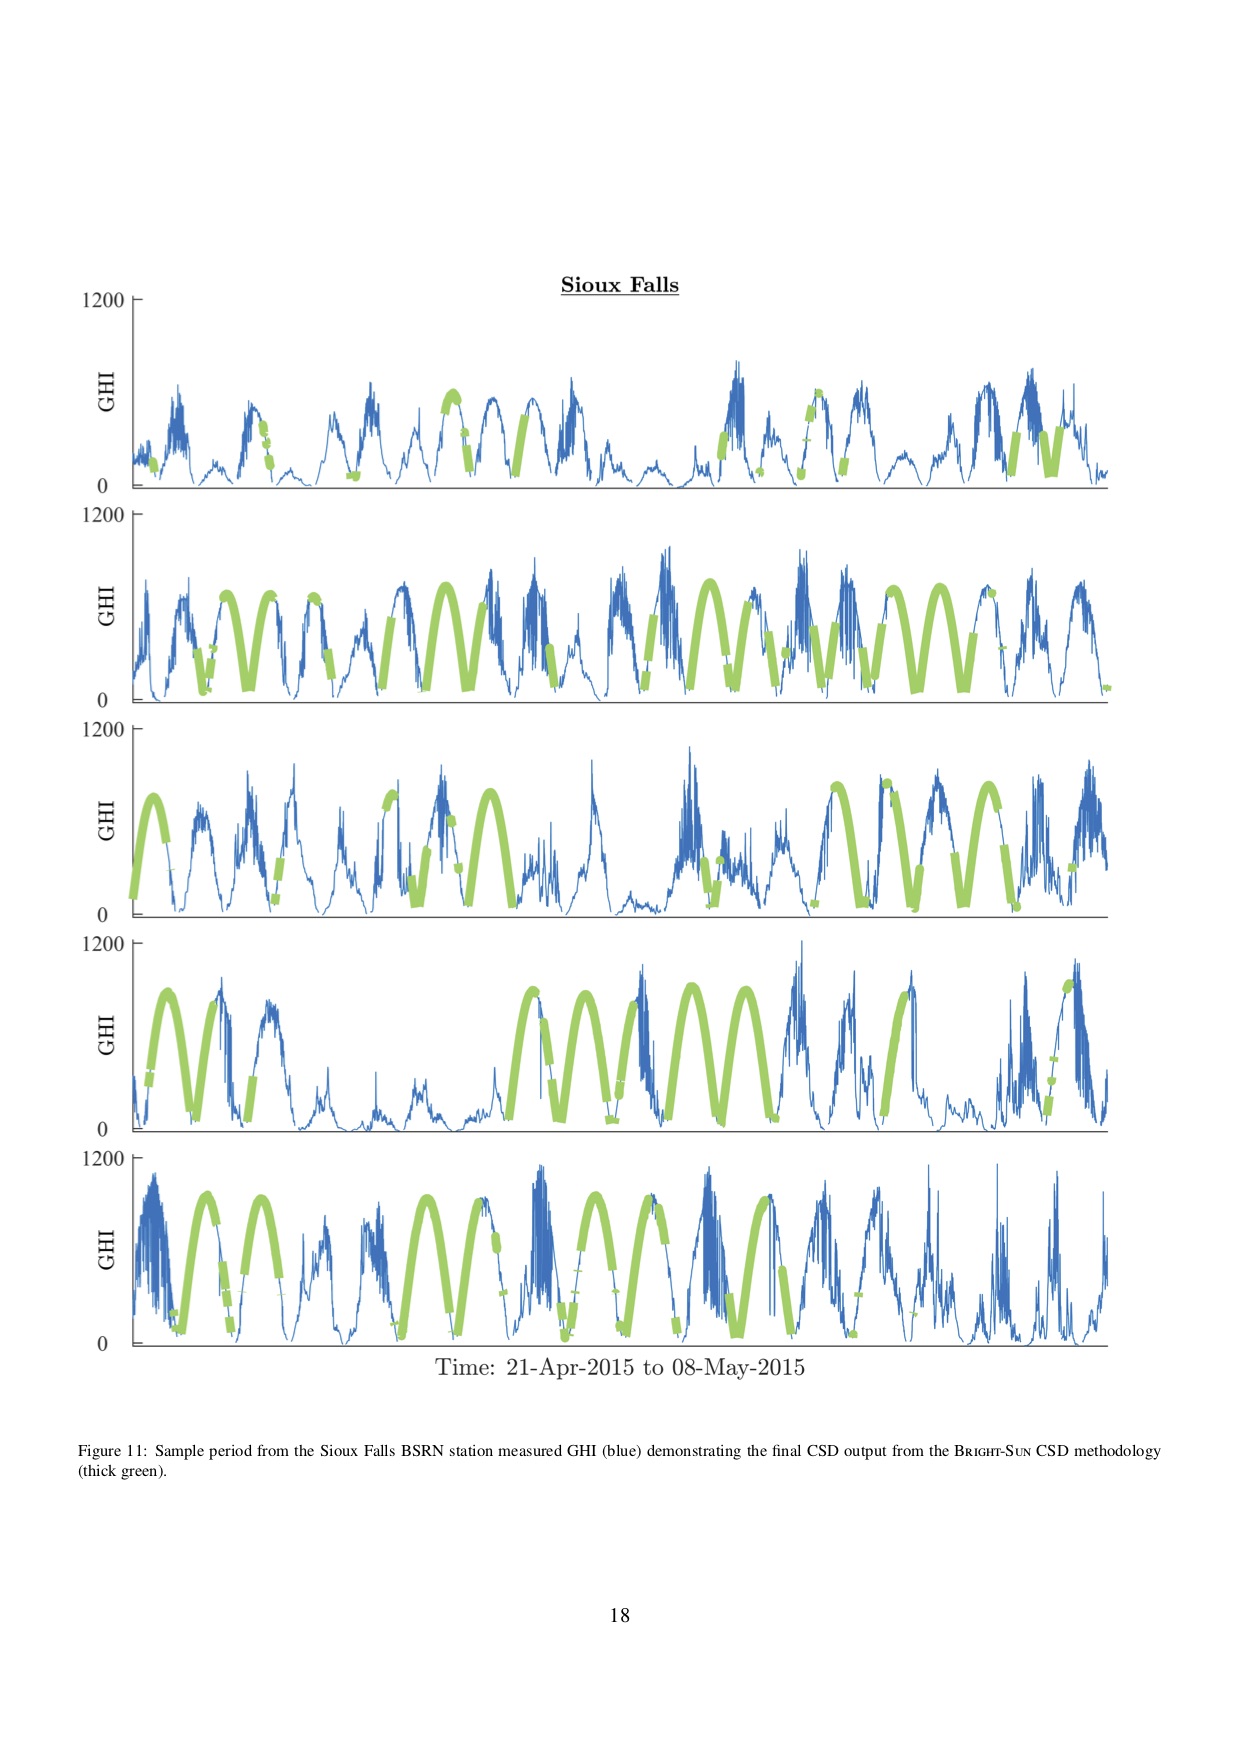 Sioux Falls
1200
GHI
0
1200
GHI
0
1200
GHI
0
1200
GHI
0
1200
GHI
0
Time: 21-Apr-2015 to 08-May-2015
Figure 11: Sample period from the Sioux Falls BSRN station measured GHI (blue) demonstrating the final CSD output from the Bright-Sun CSD methodology
(thick green).
18